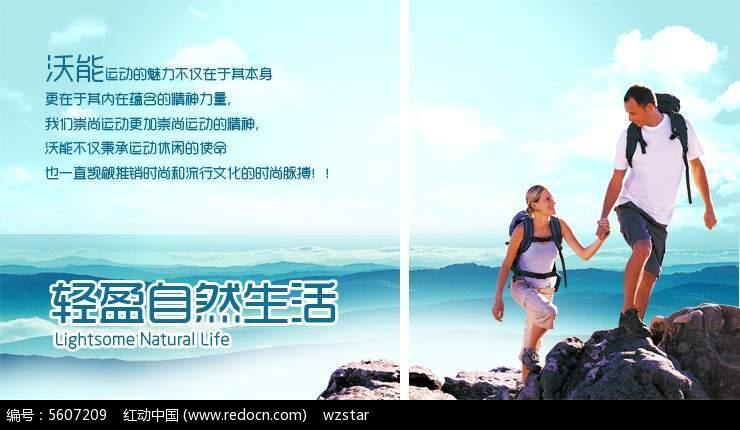 沃能运动的魅力不仅在于其本身
更在于其内在蕴含的精神力量,
我们崇尚运动更加崇尚运动的精神,
沃能不仅秉承运动休闲的使命
也一直觊觎推销时尚和流行文化的时尚脉搏!!
轻盈自然生活
Lightsome Natural Life
编号:5607209 红动中国 (www.redocn.com) wzstar